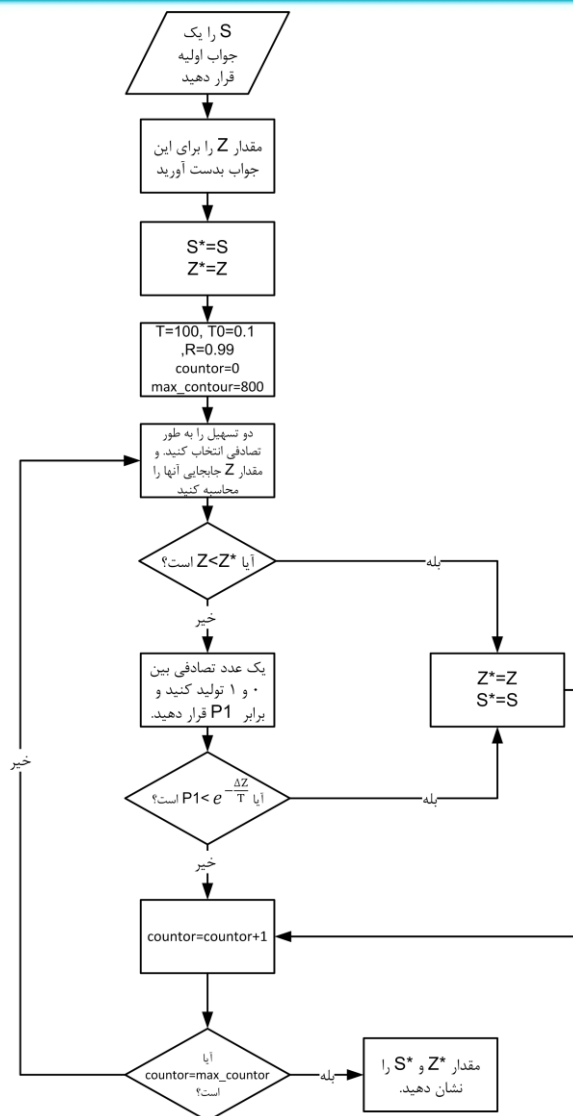 S را یک
جواب اولیه
قرار دهید
مقدار Z را برای این
جواب بدست آورید
S*=S
Z*=Z
T=100, T0=0.1
,R=0.99
countor=0
max_contour=800
دو تسهیل را به طور
تصادفی انتخاب کنید. و
مقدار Z جابجایی آنها را
محاسبه کنید
آیا Z<Z* است؟
بله
خیر
یک عدد تصادفی بین
۰ و ۱ تولید کنید و
برابر P1 قرار دهید.
Z*=Z
S*=S
خیر
آیا P1< e^{-\frac{ΔZ}{T}} است؟
بله
خیر
countor=countor+1
آیا
countor=max_countor
است؟
بله
مقدار Z* و S* را
نشان دهید.